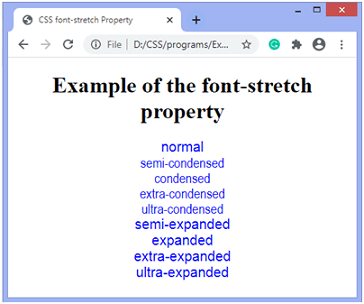 CSS font-stretch Property
File | D:/CSS/programs/Ex...
Example of the font-stretch
property
normal
semi-condensed
condensed
extra-condensed
ultra-condensed
semi-expanded
expanded
extra-expanded
ultra-expanded